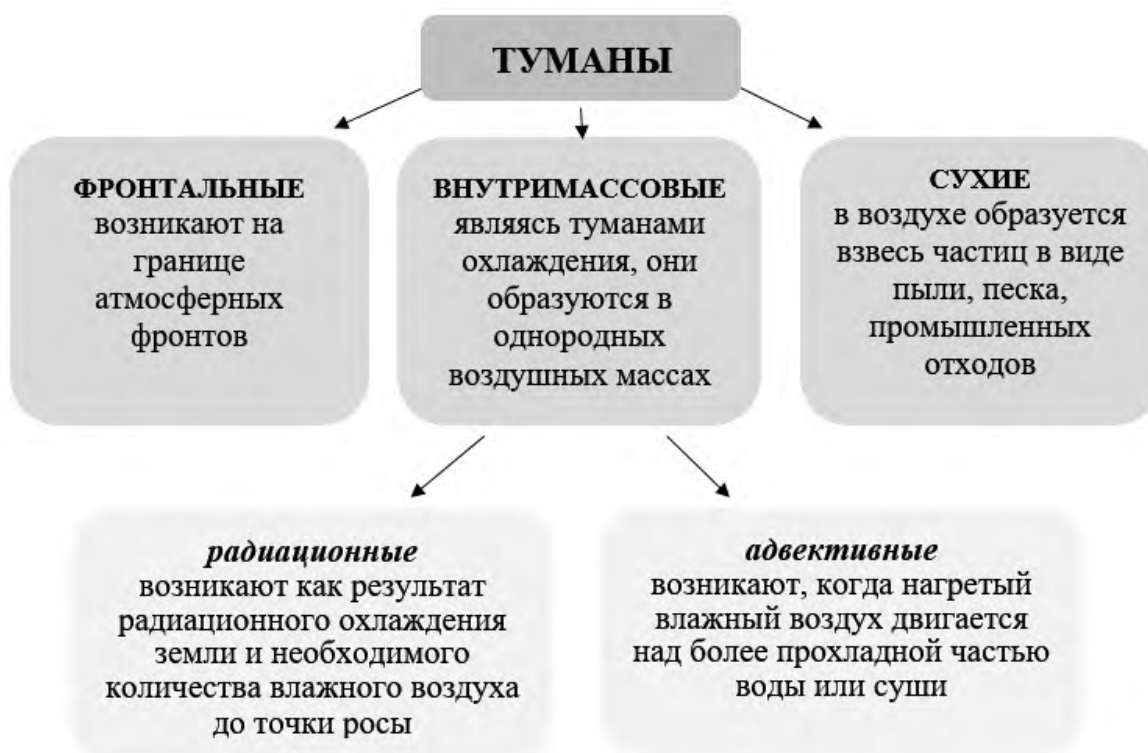 ТУМАНЫ
ФРОНТАЛЬНЫЕ
возникают на
границе
атмосферных
фронтов
ВНУТРИМАССОВЫЕ
являясь туманами
охлаждения, они
образуются в
однородных
воздушных массах
СУХИЕ
в воздухе образуется
взвесь частиц в виде
пыли, песка,
промышленных
отходов
радиационные
возникают как результат
радиационного охлаждения
земли и необходимого
количества влажного воздуха
до точки росы
адвективные
возникают, когда нагретый
влажный воздух двигается
над более прохладной частью
воды или суши